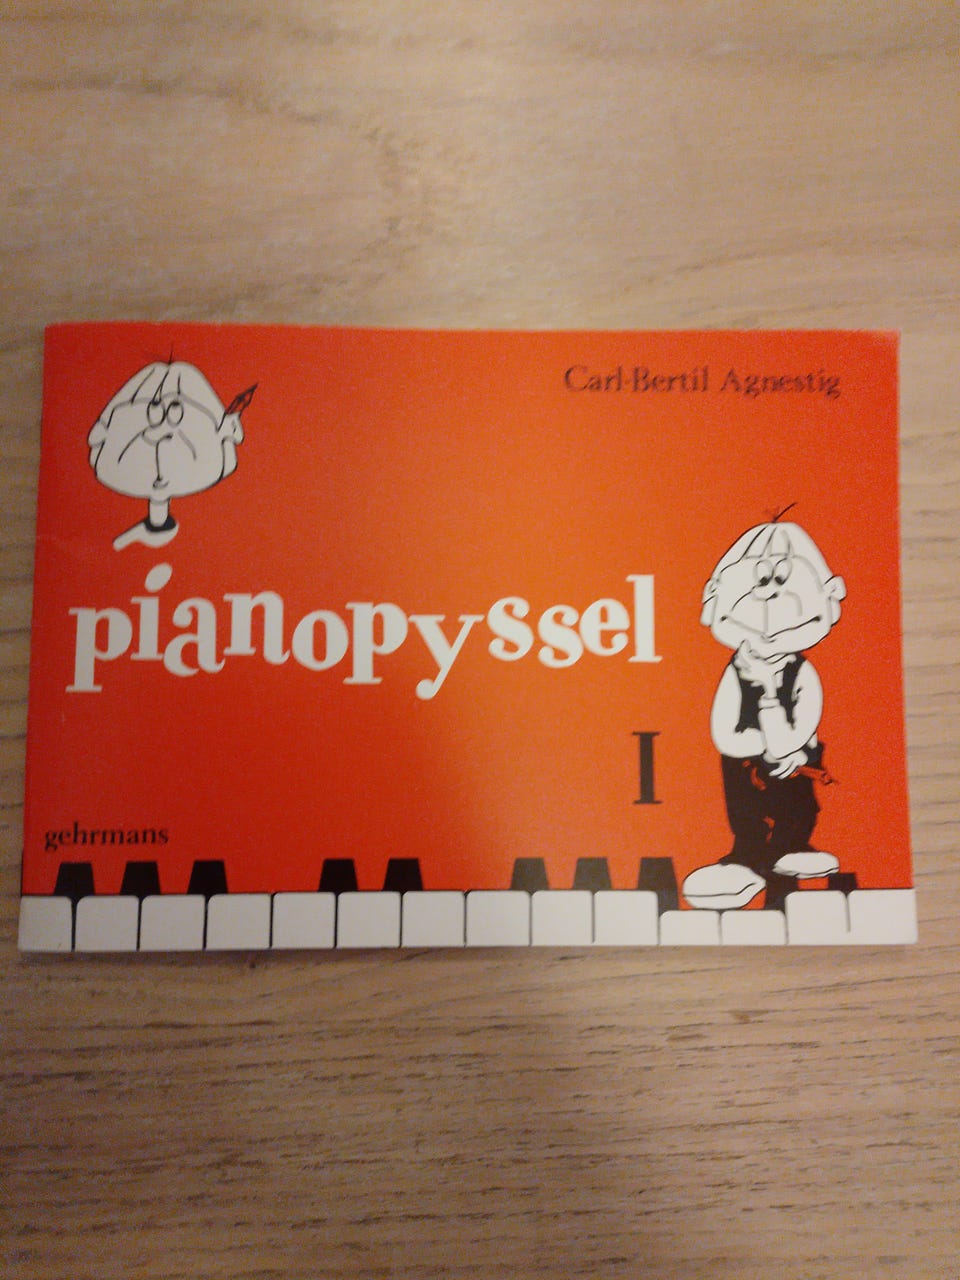 Carl-Bertil Agnestig
pianopyssel
I
gehrmans